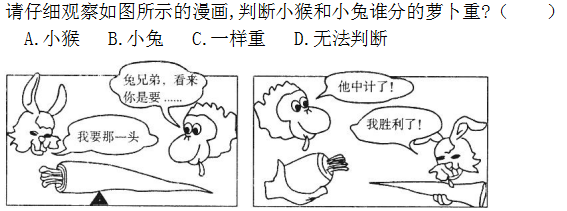 请仔细观察如图所示的漫画,判断小猴和小兔谁分的萝卜重?（　　）
A.小猴　B.小兔　C.一样重　D.无法判断
兔兄弟，看来
你是要……
我要那一头
他中计了！
我胜利了！